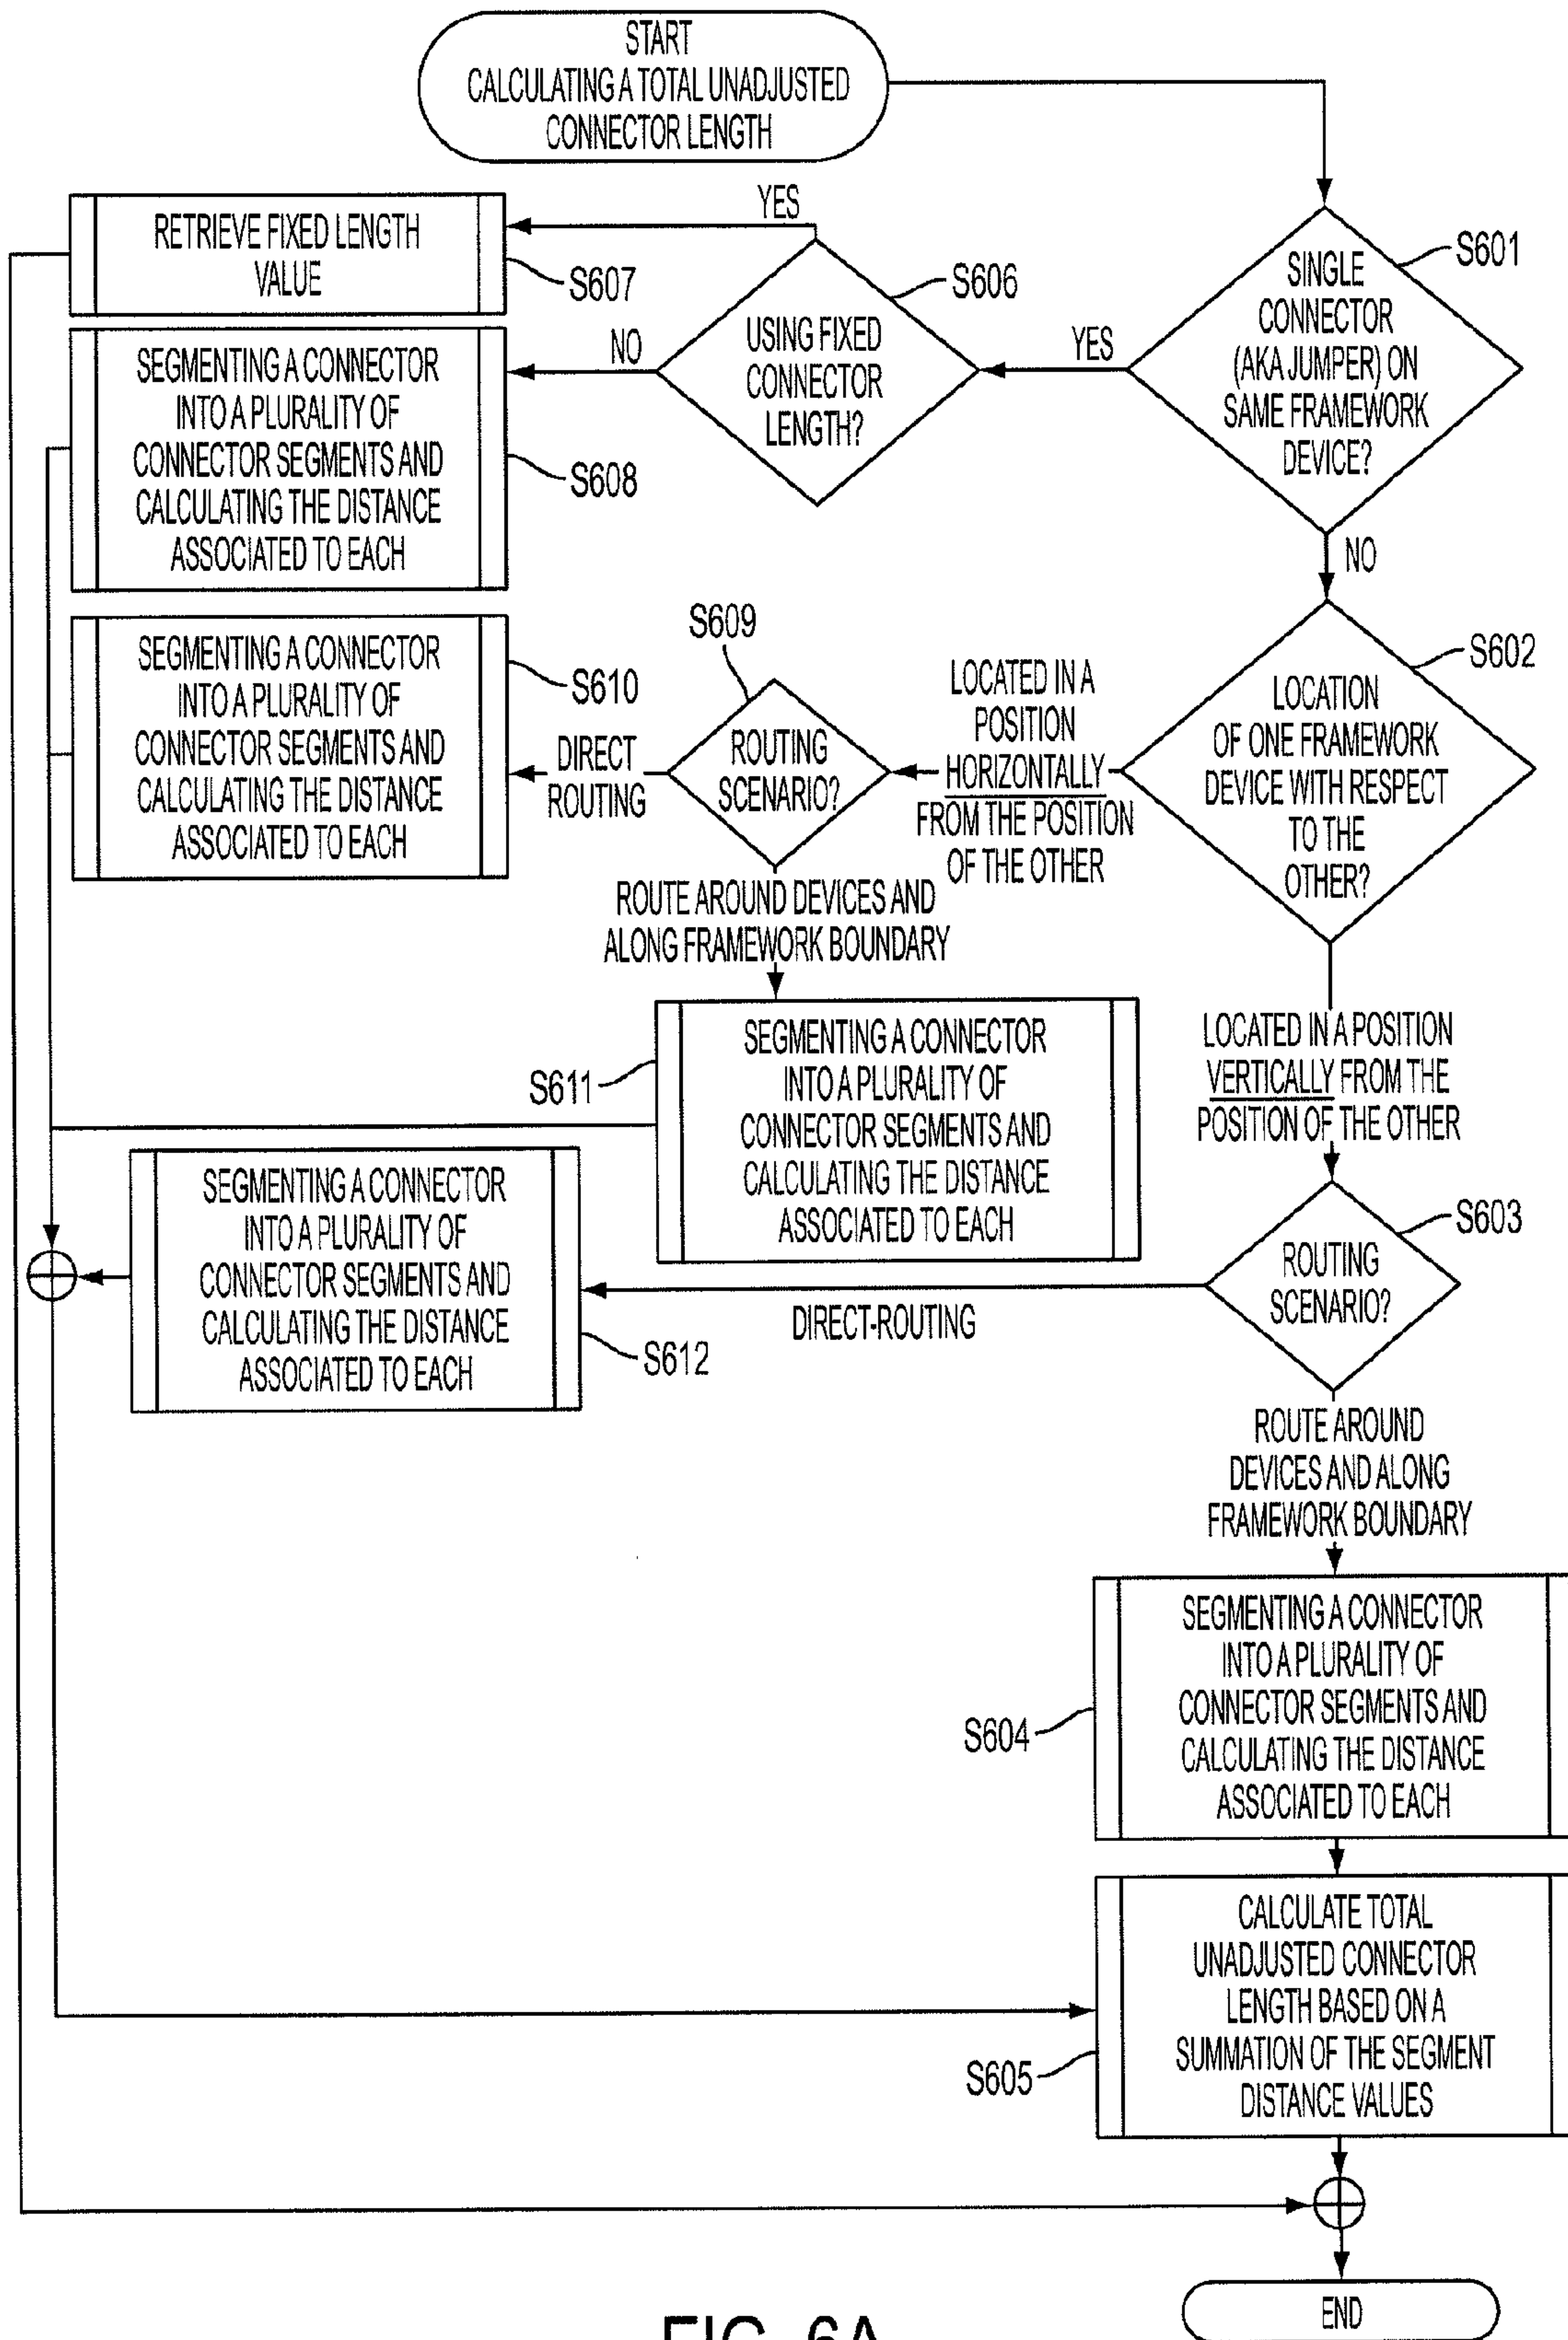 START
CALCULATING A TOTAL UNADJUSTED
CONNECTOR LENGTH
YES
RETRIEVE FIXED LENGTH
VALUE
S607
S606
S601
SINGLE
CONNECTOR
(AKA JUMPER) ON
SAME FRAMEWORK
DEVICE?
USING FIXED
CONNECTOR
LENGTH?
YES
NO
SEGMENTING A CONNECTOR
INTO A PLURALITY OF
CONNECTOR SEGMENTS AND
CALCULATING THE DISTANCE
ASSOCIATED TO EACH
S608
NO
S609
S602
SEGMENTING A CONNECTOR
INTO A PLURALITY OF
CONNECTOR SEGMENTS AND
CALCULATING THE DISTANCE
ASSOCIATED TO EACH
S610
DIRECT
ROUTING
ROUTING
SCENARIO?
LOCATED IN A
POSITION
HORIZONTALLY
FROM THE POSITION
OF THE OTHER
LOCATION
OF ONE FRAMEWORK
DEVICE WITH RESPECT
TO THE
OTHER?
ROUTE AROUND DEVICES AND
ALONG FRAMEWORK BOUNDARY
S611
SEGMENTING A CONNECTOR
INTO A PLURALITY OF
CONNECTOR SEGMENTS AND
CALCULATING THE DISTANCE
ASSOCIATED TO EACH
LOCATED IN A POSITION
VERTICALLY FROM THE
POSITION OF THE OTHER
SEGMENTING A CONNECTOR
INTO A PLURALITY OF
CONNECTOR SEGMENTS AND
CALCULATING THE DISTANCE
ASSOCIATED TO EACH
S612
DIRECT-ROUTING
S603
ROUTING
SCENARIO?
ROUTE AROUND
DEVICES AND ALONG
FRAMEWORK BOUNDARY
S604
SEGMENTING A CONNECTOR
INTO A PLURALITY OF
CONNECTOR SEGMENTS AND
CALCULATING THE DISTANCE
ASSOCIATED TO EACH
S605
CALCULATE TOTAL
UNADJUSTED CONNECTOR
LENGTH BASED ON A
SUMMATION OF THE SEGMENT
DISTANCE VALUES
END
FIG. 6A